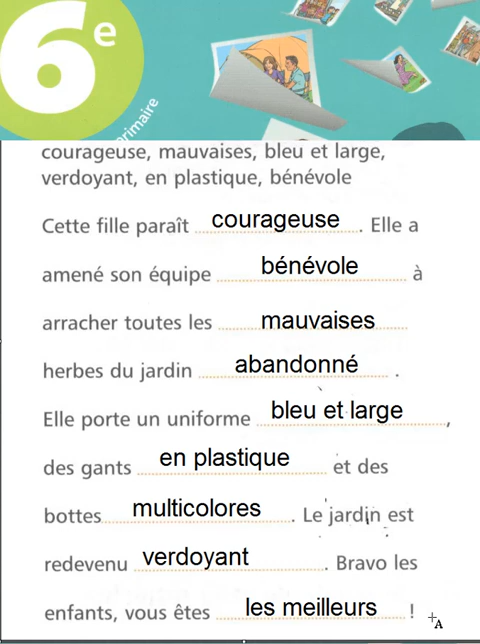 6e
primaire
courageuse, mauvaises, bleu et large,
verdoyant, en plastique, bénévole
Cette fille paraît courageuse. Elle a
amené son équipe bénévole à
arracher toutes les mauvaises
herbes du jardin abandonné.
Elle porte un uniforme bleu et large,
des gants en plastique et des
bottes multicolores. Le jardin est
redevenu verdoyant. Bravo les
enfants, vous êtes les meilleurs !
A